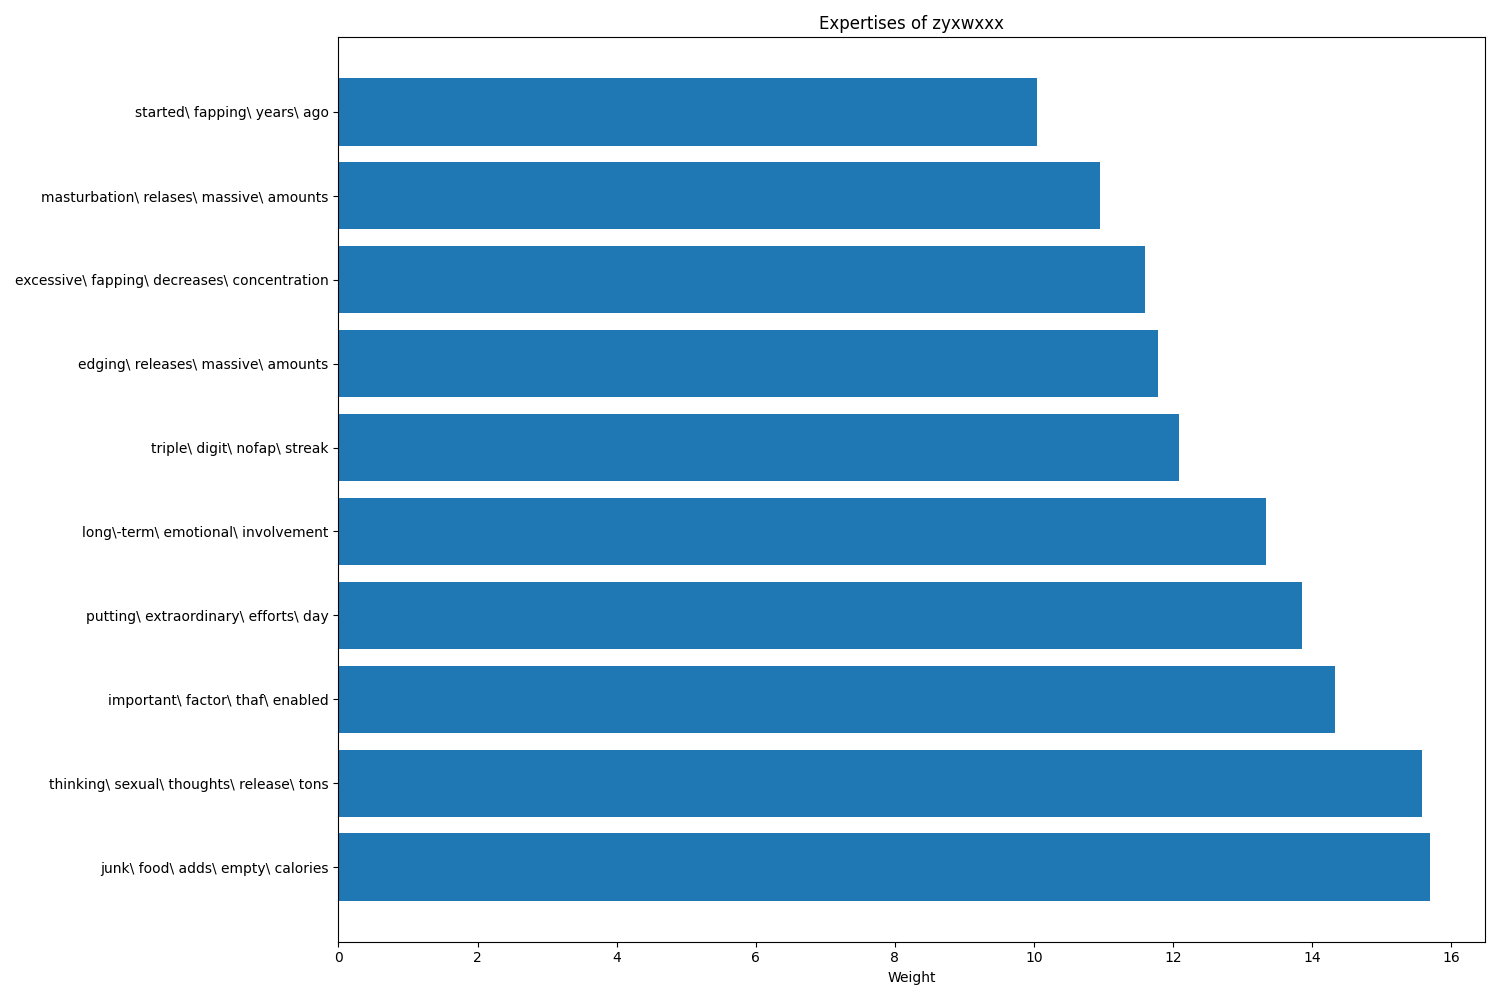 Expertises of zyxwxxx
started\ fapping\ years\ ago
masturbation\ relases\ massive\ amounts
excessive\ fapping\ decreases\ concentration
edging\ releases\ massive\ amounts
triple\ digit\ nofap\ streak
long\-term\ emotional\ involvement
putting\ extraordinary\ efforts\ day
important\ factor\ thaf\ enabled
thinking\ sexual\ thoughts\ release\ tons
junk\ food\ adds\ empty\ calories
0 2 4 6 8 10 12 14 16
Weight